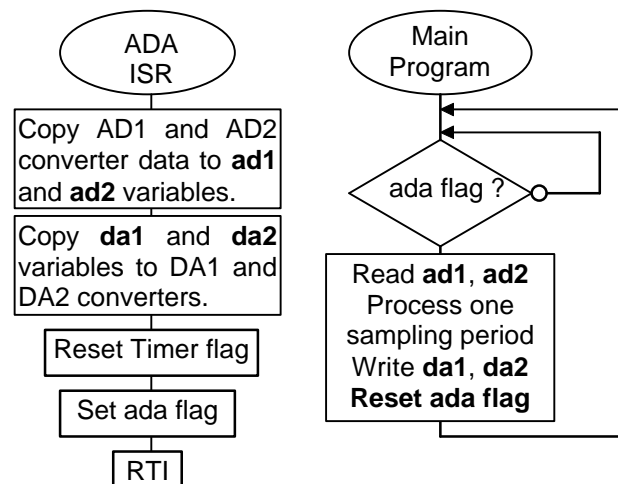 ADA
ISR
Copy AD1 and AD2
converter data to ad1
and ad2 variables.
Copy da1 and da2
variables to DA1 and
DA2 converters.
Reset Timer flag
Set ada flag
RTI
Main
Program
ada flag ?
Read ad1, ad2
Process one
sampling period
Write da1, da2
Reset ada flag